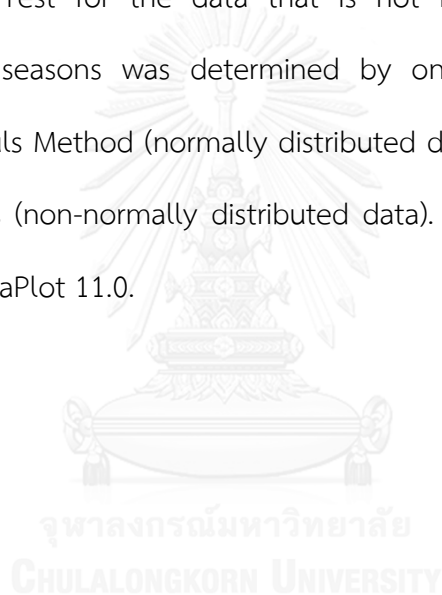 Test for the data that is not
seasons was determined by on
uls Method (normally distributed d
s (non-normally distributed data).
aPlot 11.0.
จุฬาลงกรณ์มหาวิทยาลัย
CHULALONGKORN UNIVERSITY